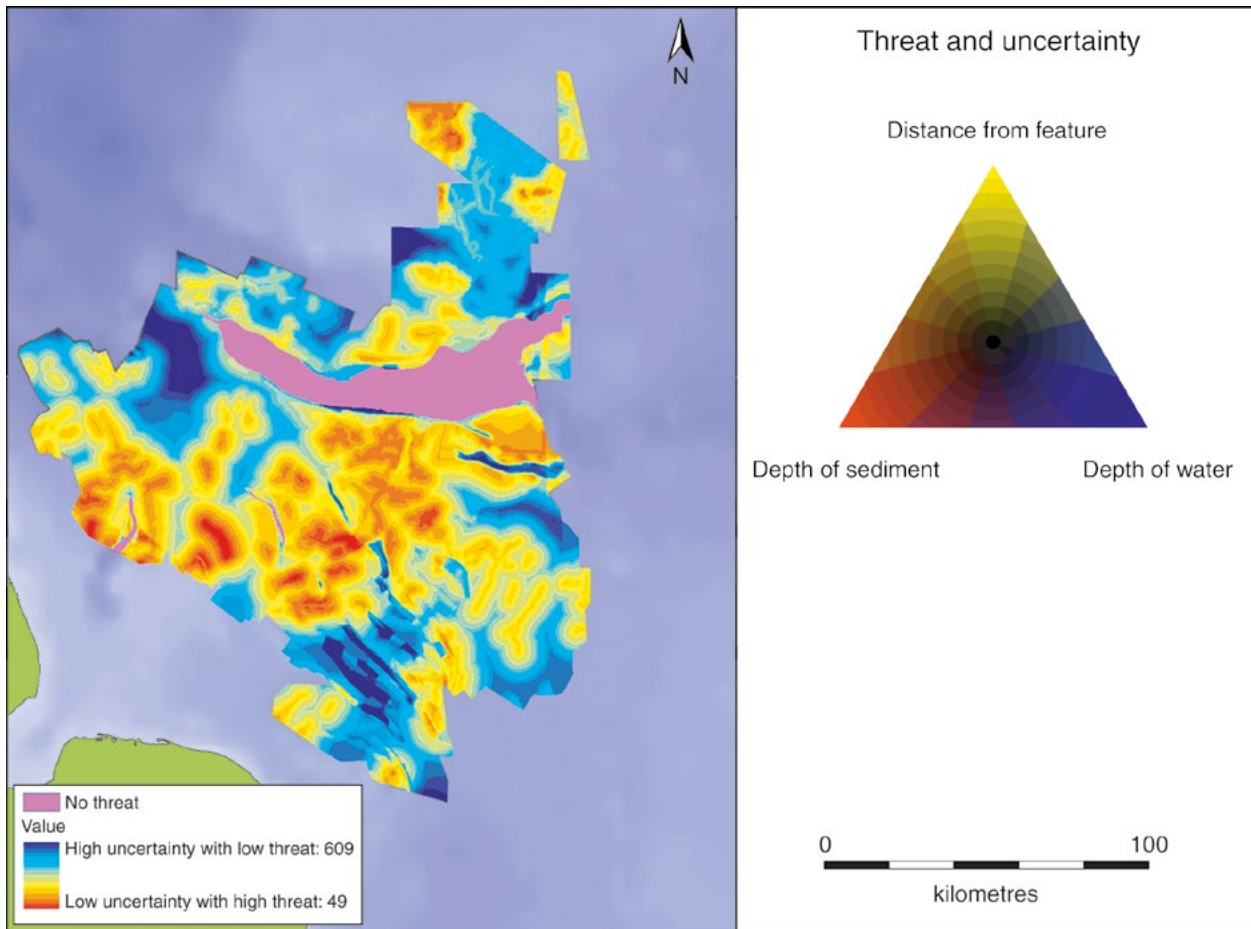 N
No threat
Value
High uncertainty with low threat: 609
Low uncertainty with high threat: 49
Threat and uncertainty
Distance from feature
Depth of sediment
Depth of water
0
100
kilometres